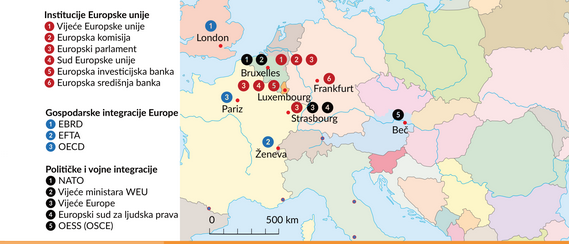 Institucije Europske unije
1 Vijeće Europske unije
2 Europska komisija
3 Europski parlament
4 Sud Europske unije
5 Europska investicijska banka
6 Europska središnja banka
Gospodarske integracije Europe
1 EBRD
2 EFTA
3 OECD
Političke i vojne integracije
1 NATO
2 Vijeće ministara WEU
3 Vijeće Europe
4 Europski sud za ljudska prava
5 OESS (OSCE)
1
London
1 2 1 2 3
Bruxelles
3 4 5
Luxembourg
6
Frankfurt
3
Pariz
3 3 4
Strasbourg
5
Beč
2
Ženeva
0 500 km